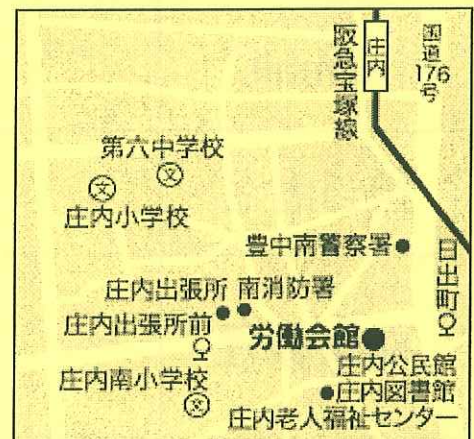 国道176号
庄内
阪急宝塚線
第六中学校
文
文
庄内小学校
豊中南警察署
日出町
庄内出張所
南消防署
庄内出張所前
労働会館
庄内公民館
庄内南小学校
庄内図書館
文
庄内老人福祉センター